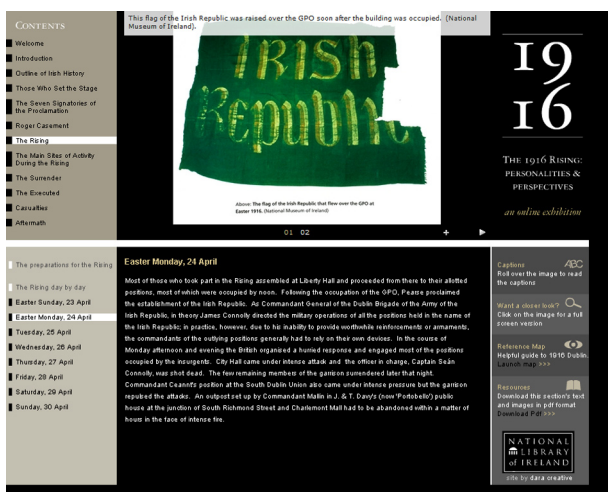 CONTENTS
Welcome
Introduction
Outline of Irish History
Those Who Set the Stage
The Seven Signatories of
the Proclamation
Roger Casement
The Rising
The Main Sites of Activity
During the Rising
The Surrender
The Executed
Casualties
Aftermath
This flag of the Irish Republic was raised over the GPO soon after the building was occupied. (National
Museum of Ireland).
IRISH
Republic
Above: The flag of the Irish Republic that flew over the GPO at
Easter 1916. (National Museum of Ireland)
01 02
19
16
THE 1916 RISING:
PERSONALITIES &
PERSPECTIVES
an online exhibition
The preparations for the Rising
The Rising day by day
Easter Sunday, 23 April
Easter Monday, 24 April
Tuesday, 25 April
Wednesday, 26 April
Thursday, 27 April
Friday, 28 April
Saturday, 29 April
Sunday, 30 April
Easter Monday, 24 April
Most of those who took part in the Rising assembled at Liberty Hall and proceeded from there to their allotted
positions, most of which were occupied by noon. Following the occupation of the GPO, Pearse proclaimed
the establishment of the Irish Republic. As Commandant General of the Dublin Brigade of the Army of the
Irish Republic, in theory James Connolly directed the military operations of all the positions held in the name of
the Irish Republic; in practice, however, due to his inability to provide worthwhile reinforcements or armaments,
the commandants of the outlying positions generally had to rely on their own devices. In the course of
Monday afternoon and evening the British organised a hurried response and engaged most of the positions
occupied by the insurgents. City Hall came under intense attack and the officer in charge, Captain Seán
Connolly, was shot dead. The few remaining members of the garrison surrendered later that night.
Commandant Ceannt's position at the South Dublin Union also came under intense pressure but the garrison
repulsed the attacks. An outpost set up by Commandant Mallin in J. & T. Davy's (now 'Portobello') public
house at the junction of South Richmond Street and Charlemont Mall had to be abandoned within a matter of
hours in the face of intense fire.
Captions ABC
Roll over the image to read
the captions
Want a closer look?
Click on the image for a full
screen version
Reference Map
Helpful guide to 1916 Dublin.
Launch map >>>
Resources
Download this section's text
and images in pdf format
Download Pdf >>>
NATIONAL
LIBRARY
of IRELAND
site by dara creative